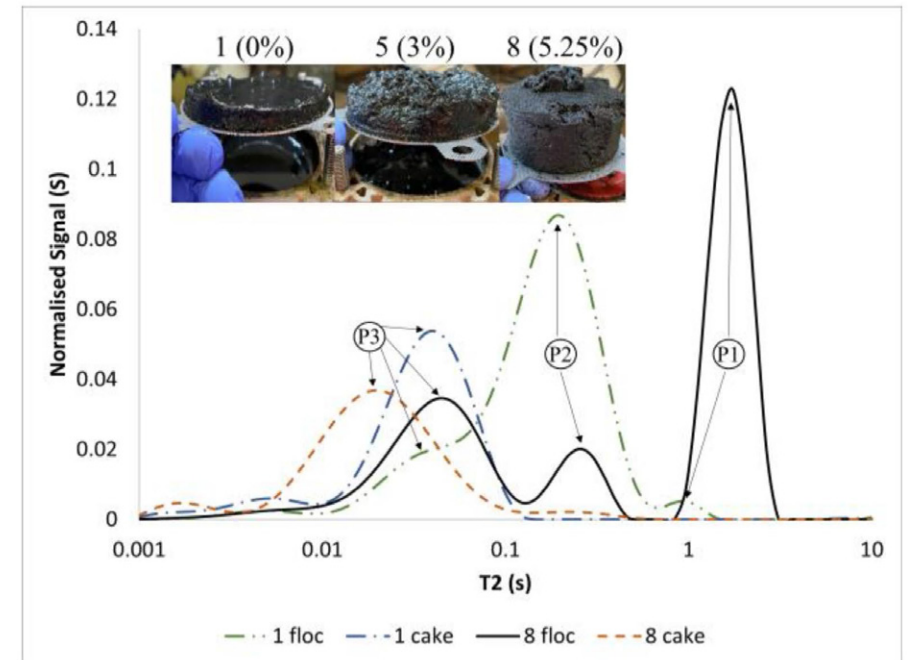 0.14
1 (0%) 5 (3%) 8 (5.25%)
0.12
0.1
0.08
0.06
0.04
0.02
0
Normalised Signal (S)
P3
P2
P1
0.001 0.01 0.1 1 10
T2 (s)
1 floc 1 cake 8 floc 8 cake